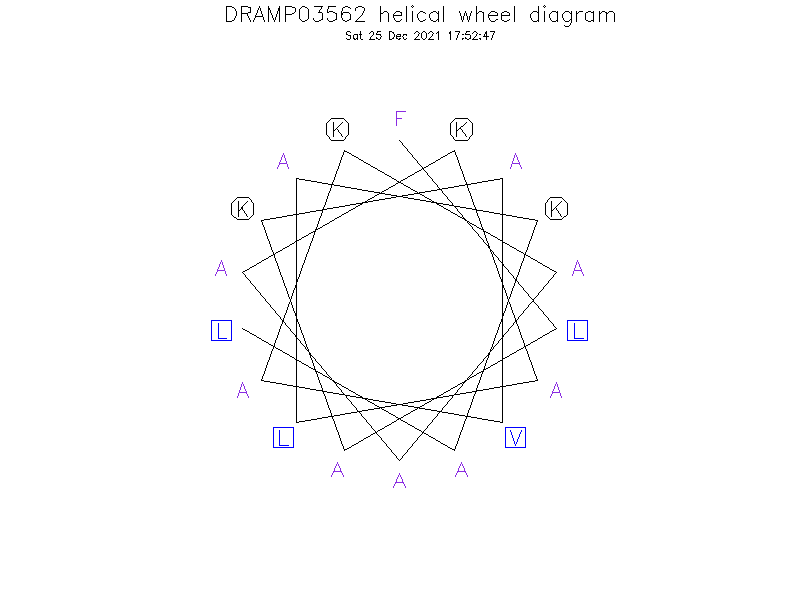 DRAMP03562 helical wheel diagram
Sat 25 Dec 2021 17:52:47
F
K K
A A
K K
A A
L L
A A
L V
A A
A